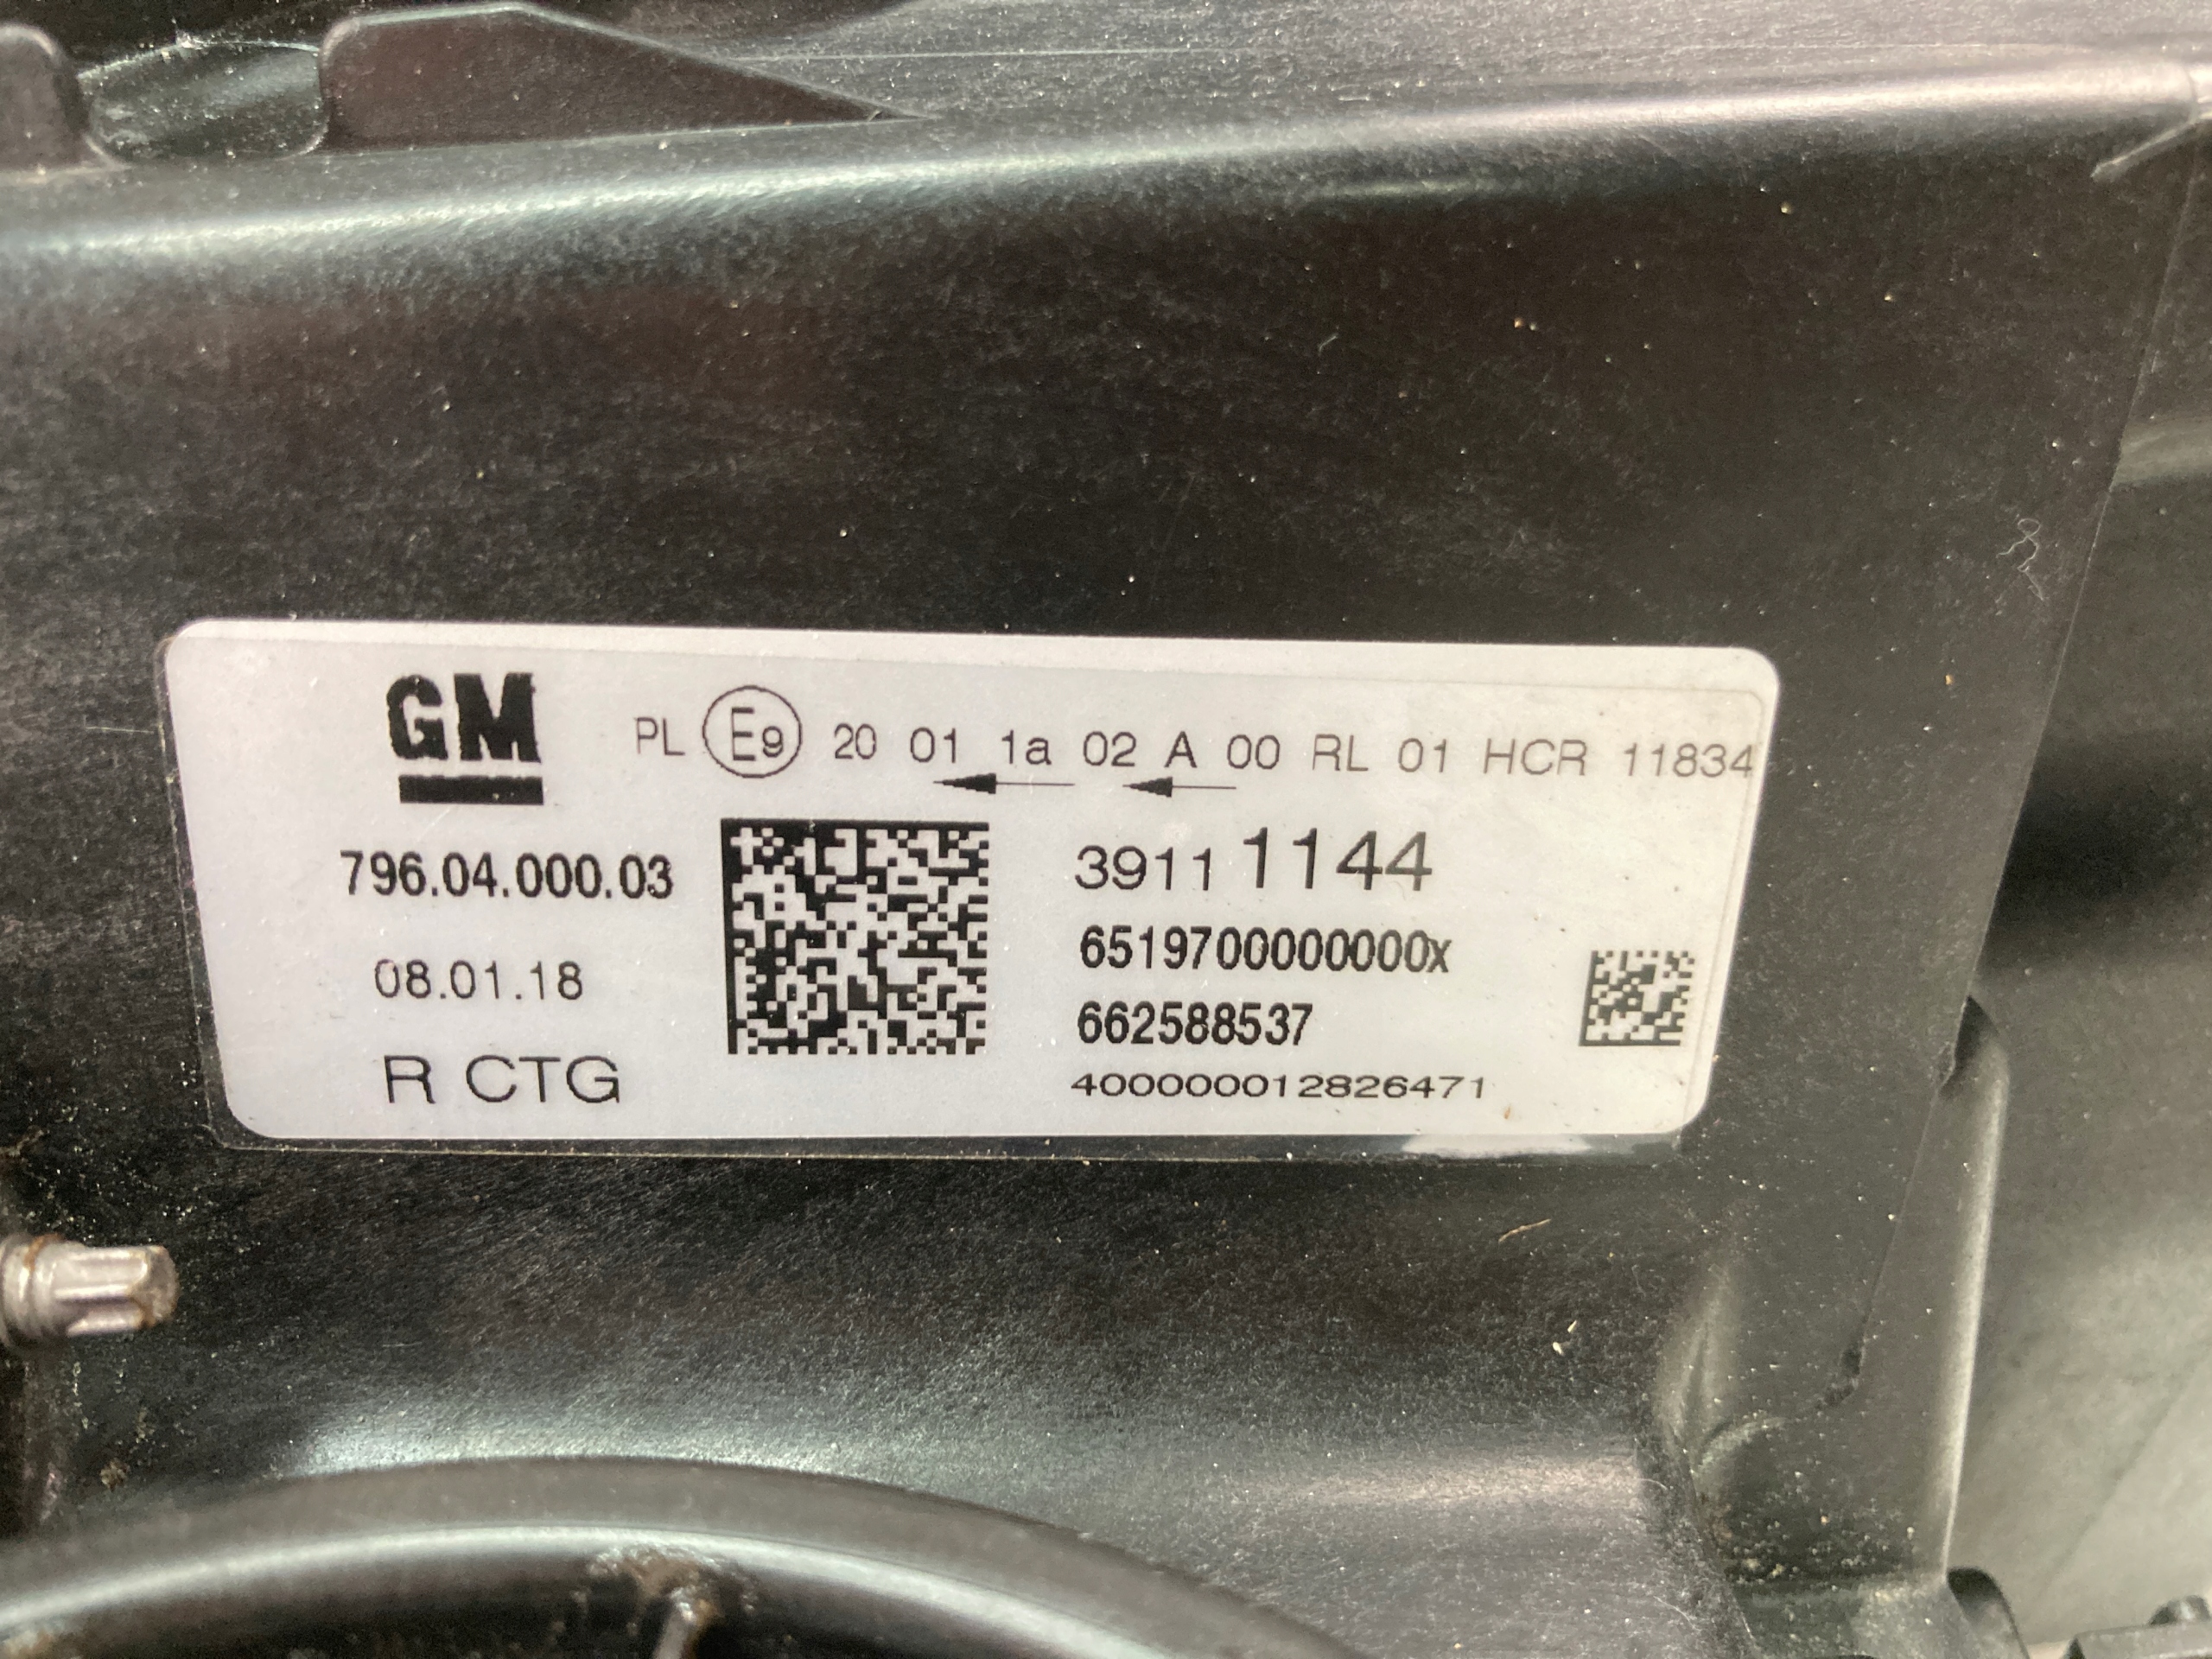 GM
PL E9 20 01 1a 02 A 00 RL 01 HCR 11834
796.04.000.03
39111144
6519700000000x
08.01.18
662588537
R CTG
400000012826471